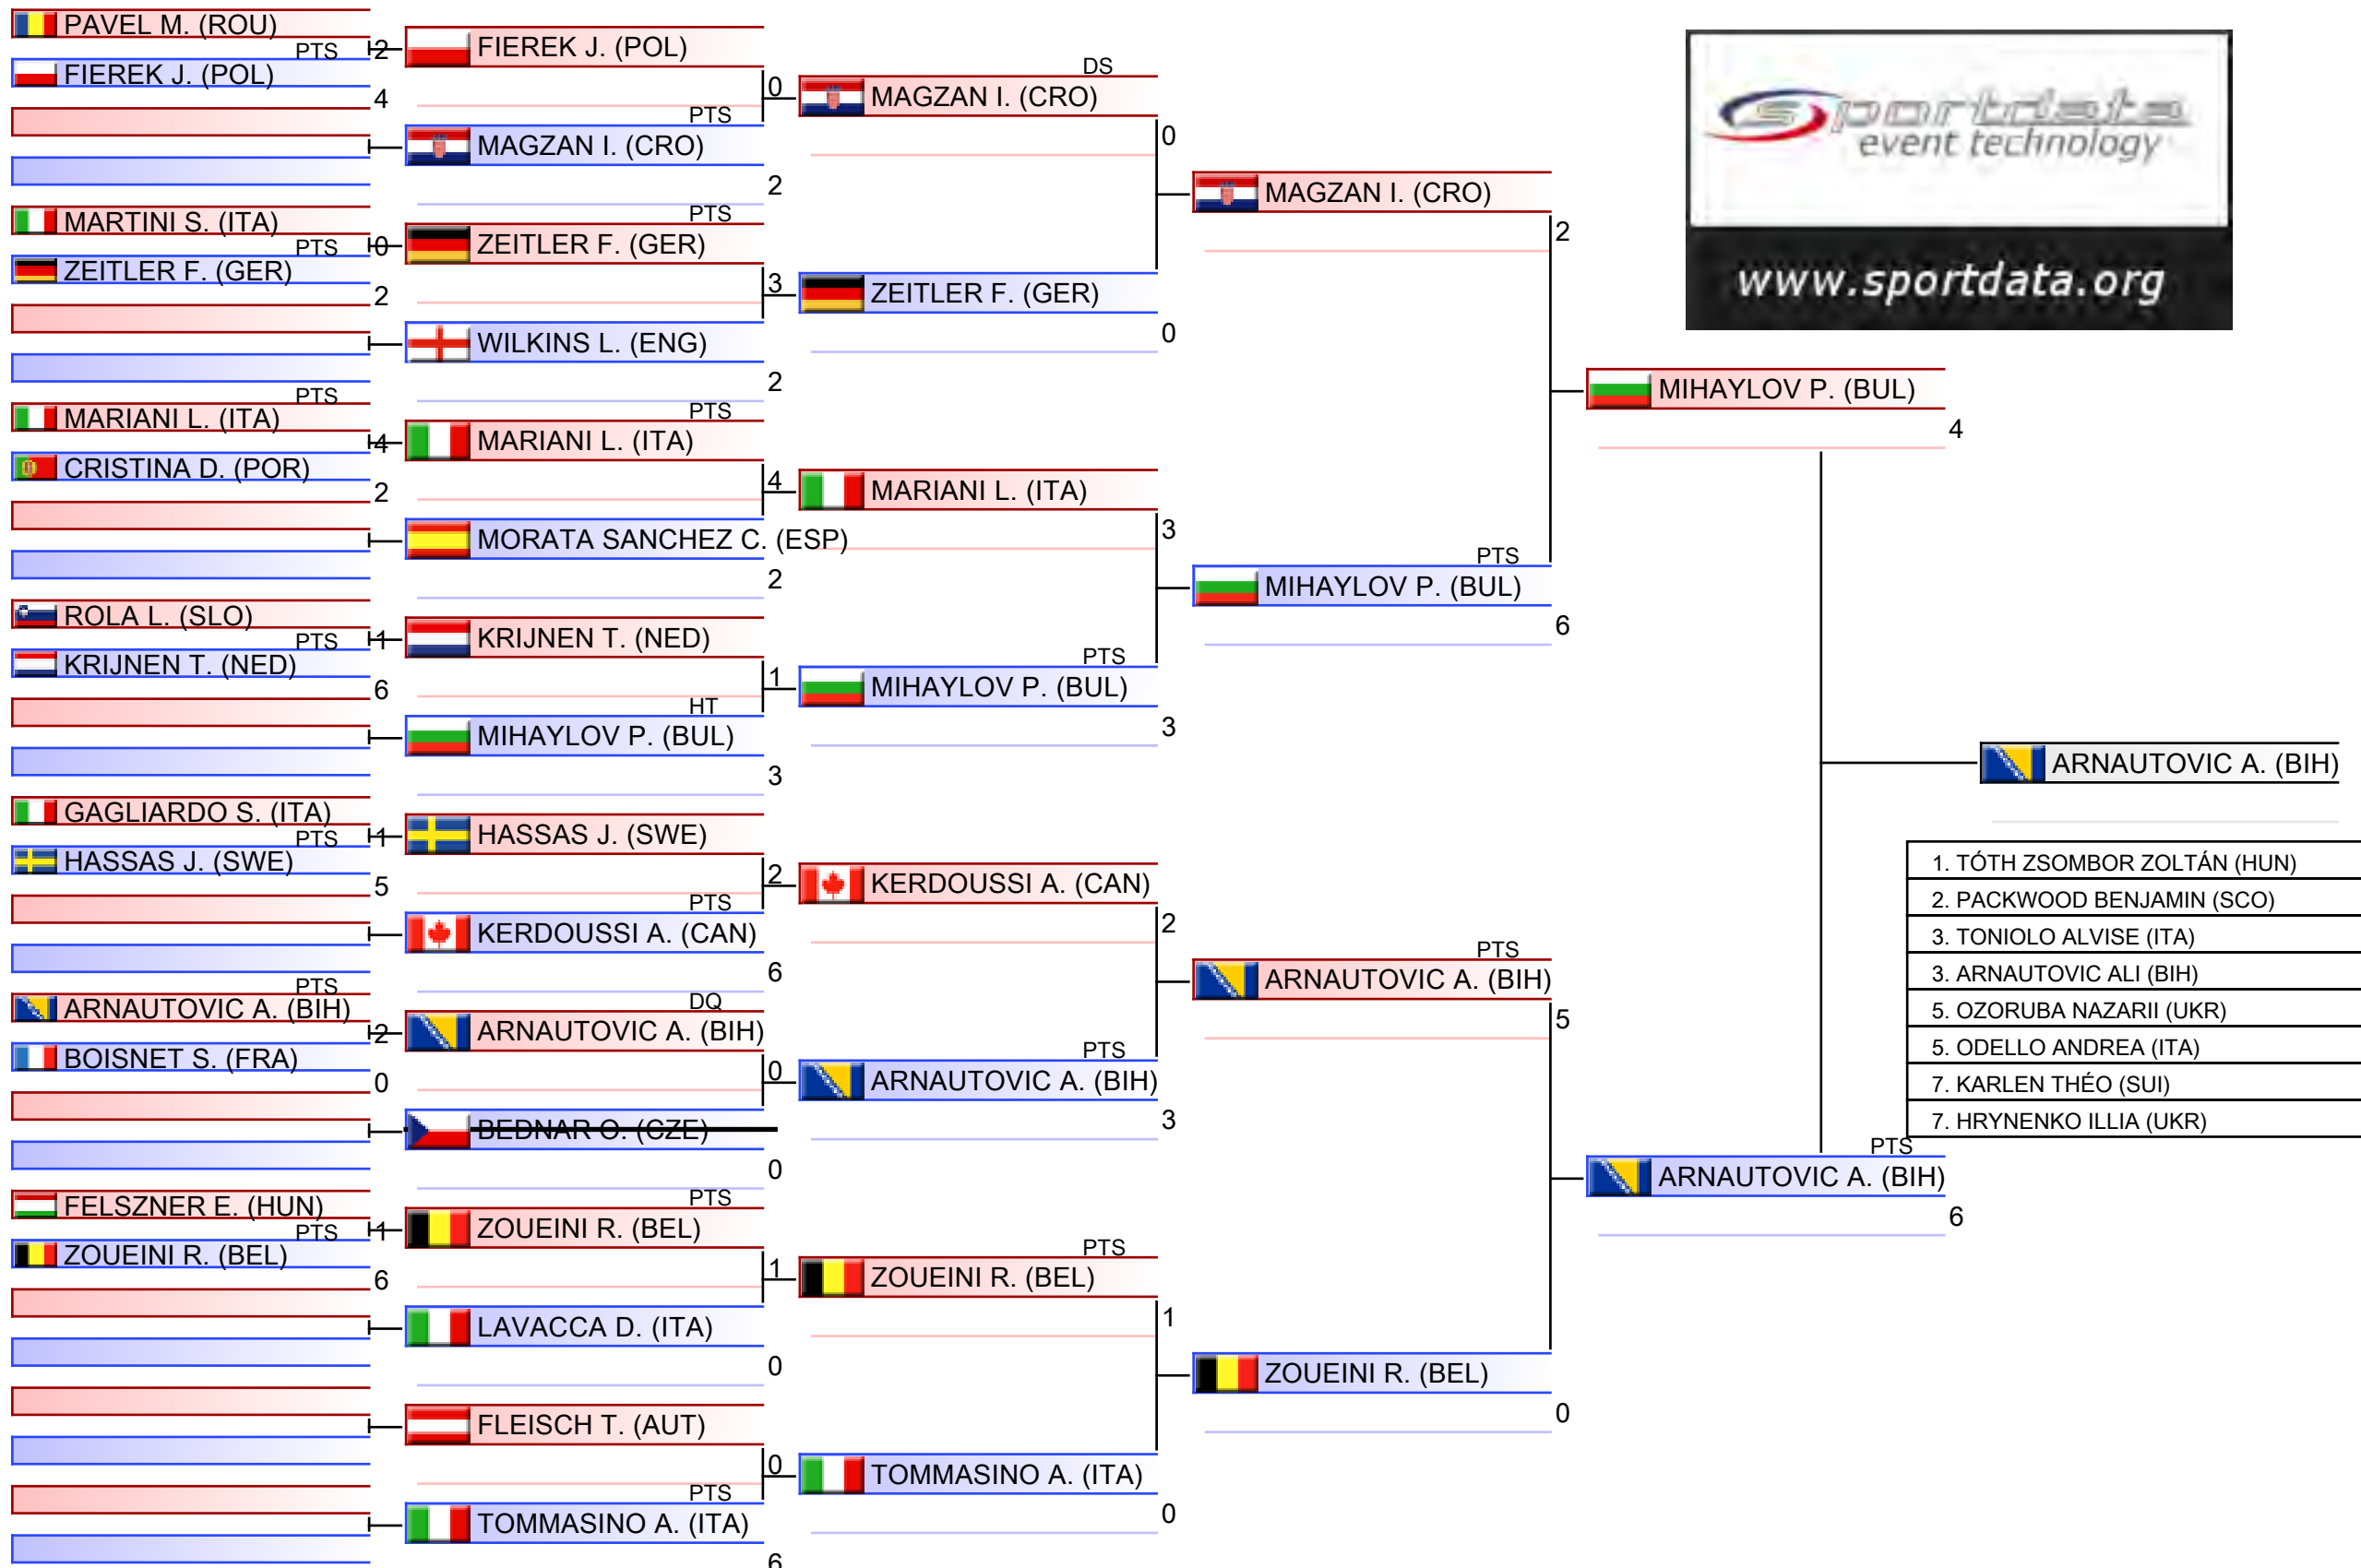 PAVEL M. (ROU)
PTS 2
FIEREK J. (POL)
4
MARTINI S. (ITA)
PTS 0
ZEITLER F. (GER)
2
PTS
MARIANI L. (ITA)
4
CRISTINA D. (POR)
2
ROLA L. (SLO)
PTS 1
KRIJNEN T. (NED)
6
GAGLIARDO S. (ITA)
PTS 1
HASSAS J. (SWE)
5
PTS
ARNAUTOVIC A. (BIH)
2
BOISNET S. (FRA)
0
FELSZNER E. (HUN)
PTS 1
ZOUEINI R. (BEL)
6
FIEREK J. (POL)
0
PTS
MAGZAN I. (CRO)
2
PTS
ZEITLER F. (GER)
3
WILKINS L. (ENG)
2
PTS
MARIANI L. (ITA)
4
MORATA SANCHEZ C. (ESP)
2
KRIJNEN T. (NED)
1
HT
MIHAYLOV P. (BUL)
3
HASSAS J. (SWE)
2
PTS
KERDOUSSI A. (CAN)
6
DQ
ARNAUTOVIC A. (BIH)
0
BEDNAR O. (CZE)
0
PTS
ZOUEINI R. (BEL)
1
LAVACCA D. (ITA)
0
FLEISCH T. (AUT)
0
PTS
TOMMASINO A. (ITA)
6
DS
MAGZAN I. (CRO)
0
ZEITLER F. (GER)
0
MARIANI L. (ITA)
3
PTS
MIHAYLOV P. (BUL)
3
KERDOUSSI A. (CAN)
2
PTS
ARNAUTOVIC A. (BIH)
3
PTS
ZOUEINI R. (BEL)
1
TOMMASINO A. (ITA)
0
MAGZAN I. (CRO)
2
PTS
MIHAYLOV P. (BUL)
6
PTS
ARNAUTOVIC A. (BIH)
5
ZOUEINI R. (BEL)
0
MIHAYLOV P. (BUL)
4
PTS
ARNAUTOVIC A. (BIH)
6
ARNAUTOVIC A. (BIH)
sportdata
event technology
www.sportdata.org
1. TÓTH ZSOMBOR ZOLTÁN (HUN)
2. PACKWOOD BENJAMIN (SCO)
3. TONIOLO ALVISE (ITA)
3. ARNAUTOVIC ALI (BIH)
5. OZORUBA NAZARII (UKR)
5. ODELLO ANDREA (ITA)
7. KARLEN THÉO (SUI)
7. HRYNENKO ILLIA (UKR)